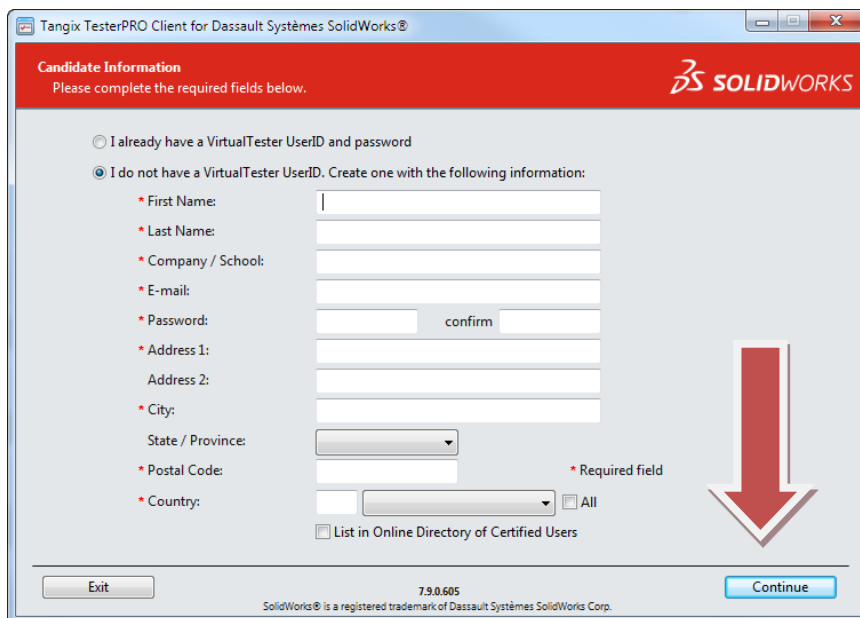 Tangix TesterPRO Client for Dassault Systèmes SolidWorks®
Candidate Information
Please complete the required fields below.
SOLIDWORKS
I already have a VirtualTester UserID and password
I do not have a VirtualTester UserID. Create one with the following information:
* First Name:
* Last Name:
* Company / School:
* E-mail:
* Password: confirm
* Address 1:
Address 2:
* City:
State / Province:
* Postal Code: * Required field
* Country: All
List in Online Directory of Certified Users
Exit 7.9.0.605 Continue
SolidWorks® is a registered trademark of Dassault Systèmes SolidWorks Corp.